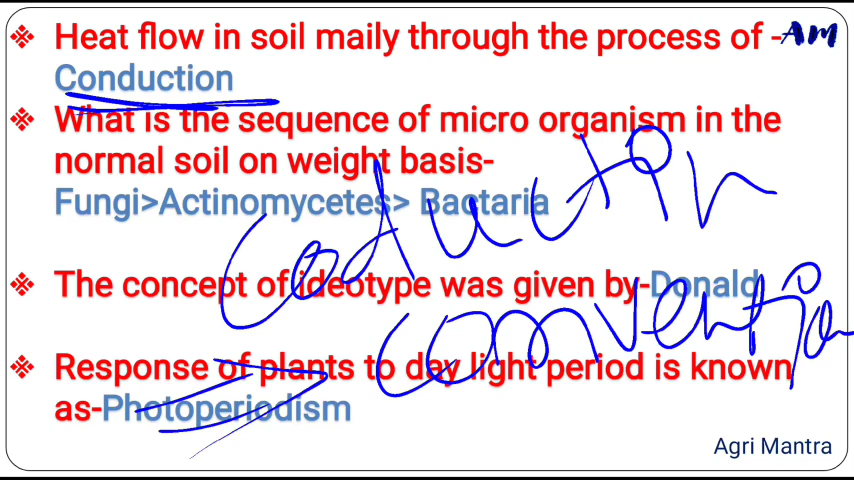 ❖ Heat flow in soil maily through the process of - AM
Conduction
❖ What is the sequence of micro organism in the
normal soil on weight basis-
Fungi>Actinomycetes> Bactaria
Coduction
❖ The concept of ideotype was given by-Donald
Convention
❖ Response of plants to day light period is known
as-Photoperiodism
Agri Mantra